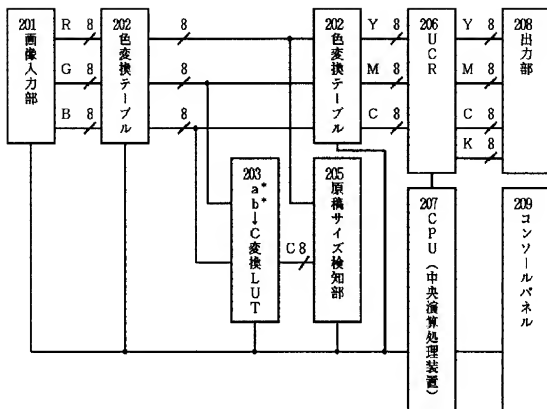 201
画像入力部
R 8
G 8
B 8
202
色変換テーブル
8
8
8
202
色変換テーブル
Y 8
M 8
C 8
206
UCR
Y 8
M 8
C 8
K 8
208
出力部
203
a*
b*→C変換LUT
C 8
205
原稿サイズ検知部
207
CPU(中央演算処理装置)
209
コンソールパネル